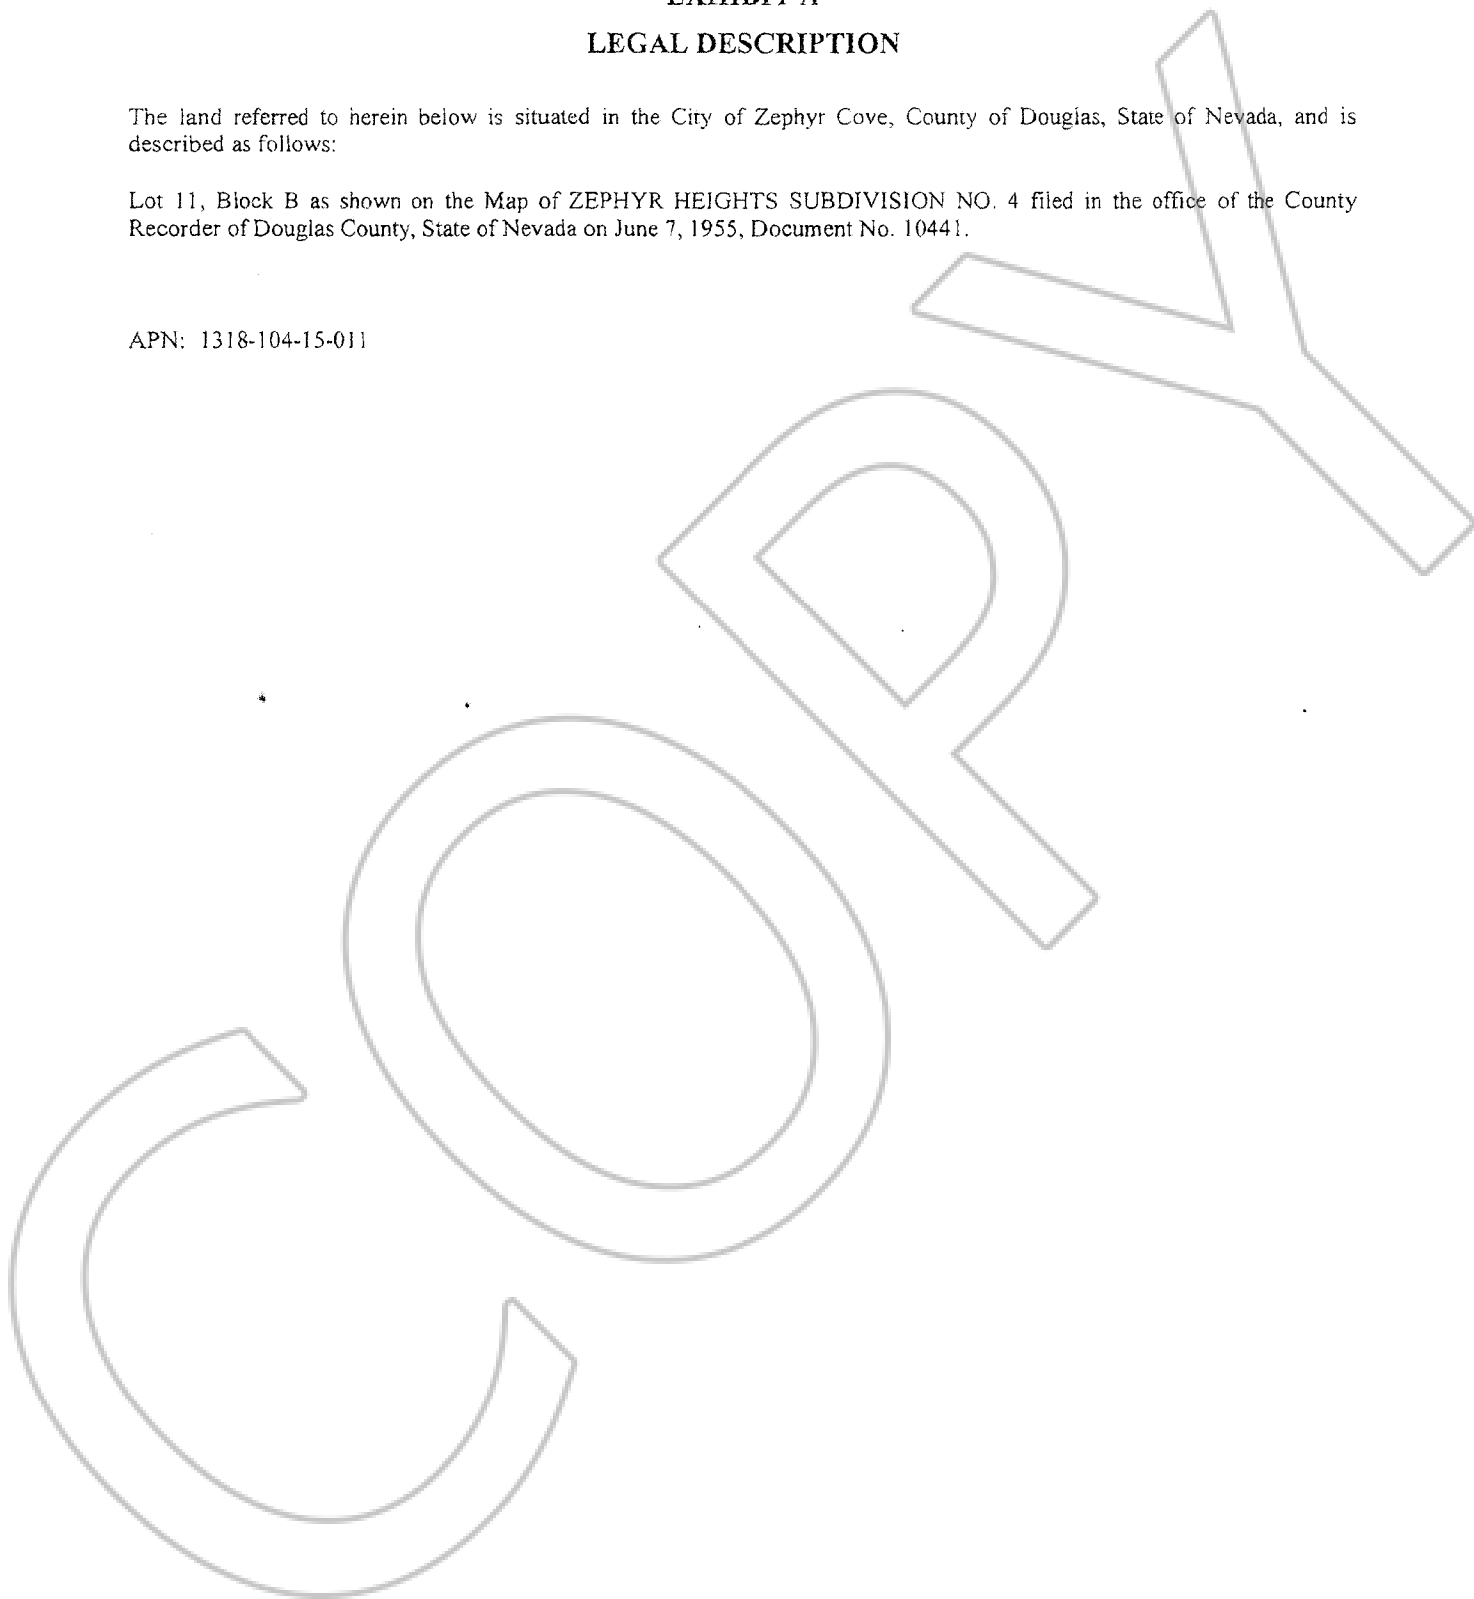 EXHIBIT A
LEGAL DESCRIPTION
The land referred to herein below is situated in the City of Zephyr Cove, County of Douglas, State of Nevada, and is
described as follows:
Lot 11, Block B as shown on the Map of ZEPHYR HEIGHTS SUBDIVISION NO. 4 filed in the office of the County
Recorder of Douglas County, State of Nevada on June 7, 1955, Document No. 10441.
APN: 1318-104-15-011
COPY